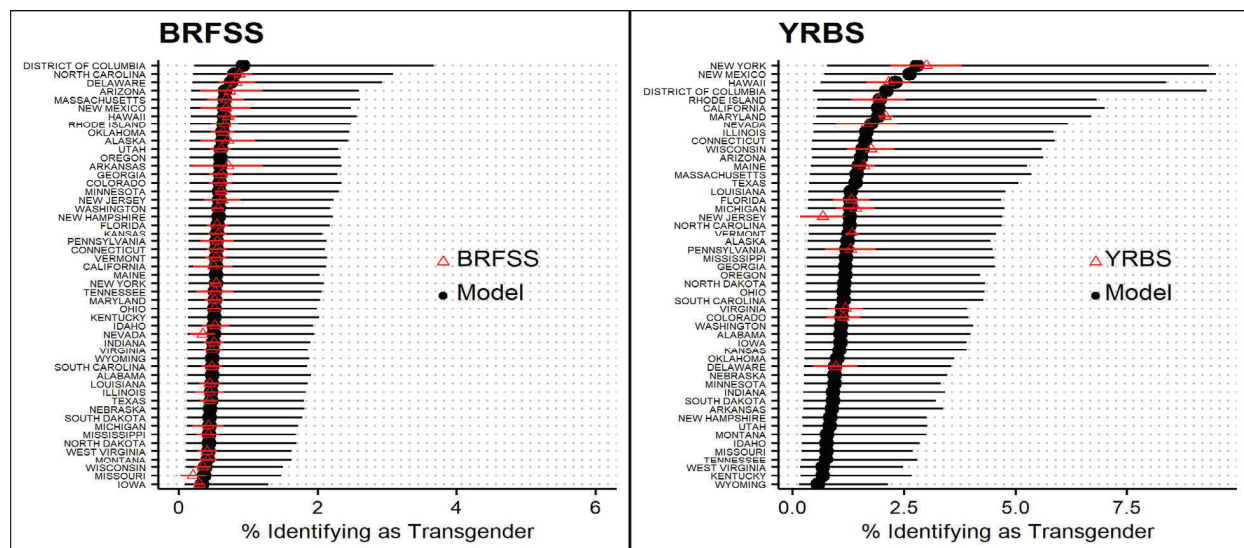 BRFSS
DISTRICT OF COLUMBIA
NORTH CAROLINA
DELAWARE
ARIZONA
MASSACHUSETTS
NEW MEXICO
HAWAII
RHODE ISLAND
OKLAHOMA
ALASKA
UTAH
OREGON
ARKANSAS
GEORGIA
COLORADO
MINNESOTA
NEW JERSEY
WASHINGTON
NEW HAMPSHIRE
FLORIDA
KANSAS
PENNSYLVANIA
CONNECTICUT
VERMONT
CALIFORNIA
MAINE
NEW YORK
TENNESSEE
MARYLAND
OHIO
KENTUCKY
IDAHO
NEVADA
INDIANA
VIRGINIA
WYOMING
SOUTH CAROLINA
ALABAMA
LOUISIANA
ILLINOIS
TEXAS
NEBRASKA
SOUTH DAKOTA
MICHIGAN
MISSISSIPPI
NORTH DAKOTA
WEST VIRGINIA
MONTANA
WISCONSIN
MISSOURI
IOWA
BRFSS
Model
0 2 4 6
% Identifying as Transgender
YRBS
NEW YORK
NEW MEXICO
HAWAII
DISTRICT OF COLUMBIA
RHODE ISLAND
CALIFORNIA
MARYLAND
NEVADA
ILLINOIS
CONNECTICUT
WISCONSIN
ARIZONA
MAINE
MASSACHUSETTS
TEXAS
LOUISIANA
FLORIDA
MICHIGAN
NEW JERSEY
NORTH CAROLINA
VERMONT
ALASKA
PENNSYLVANIA
MISSISSIPPI
GEORGIA
OREGON
NORTH DAKOTA
OHIO
SOUTH CAROLINA
VIRGINIA
COLORADO
WASHINGTON
ALABAMA
IOWA
KANSAS
OKLAHOMA
DELAWARE
NEBRASKA
MINNESOTA
INDIANA
SOUTH DAKOTA
ARKANSAS
NEW HAMPSHIRE
UTAH
MONTANA
IDAHO
MISSOURI
TENNESSEE
WEST VIRGINIA
KENTUCKY
WYOMING
YRBS
Model
0.0 2.5 5.0 7.5
% Identifying as Transgender